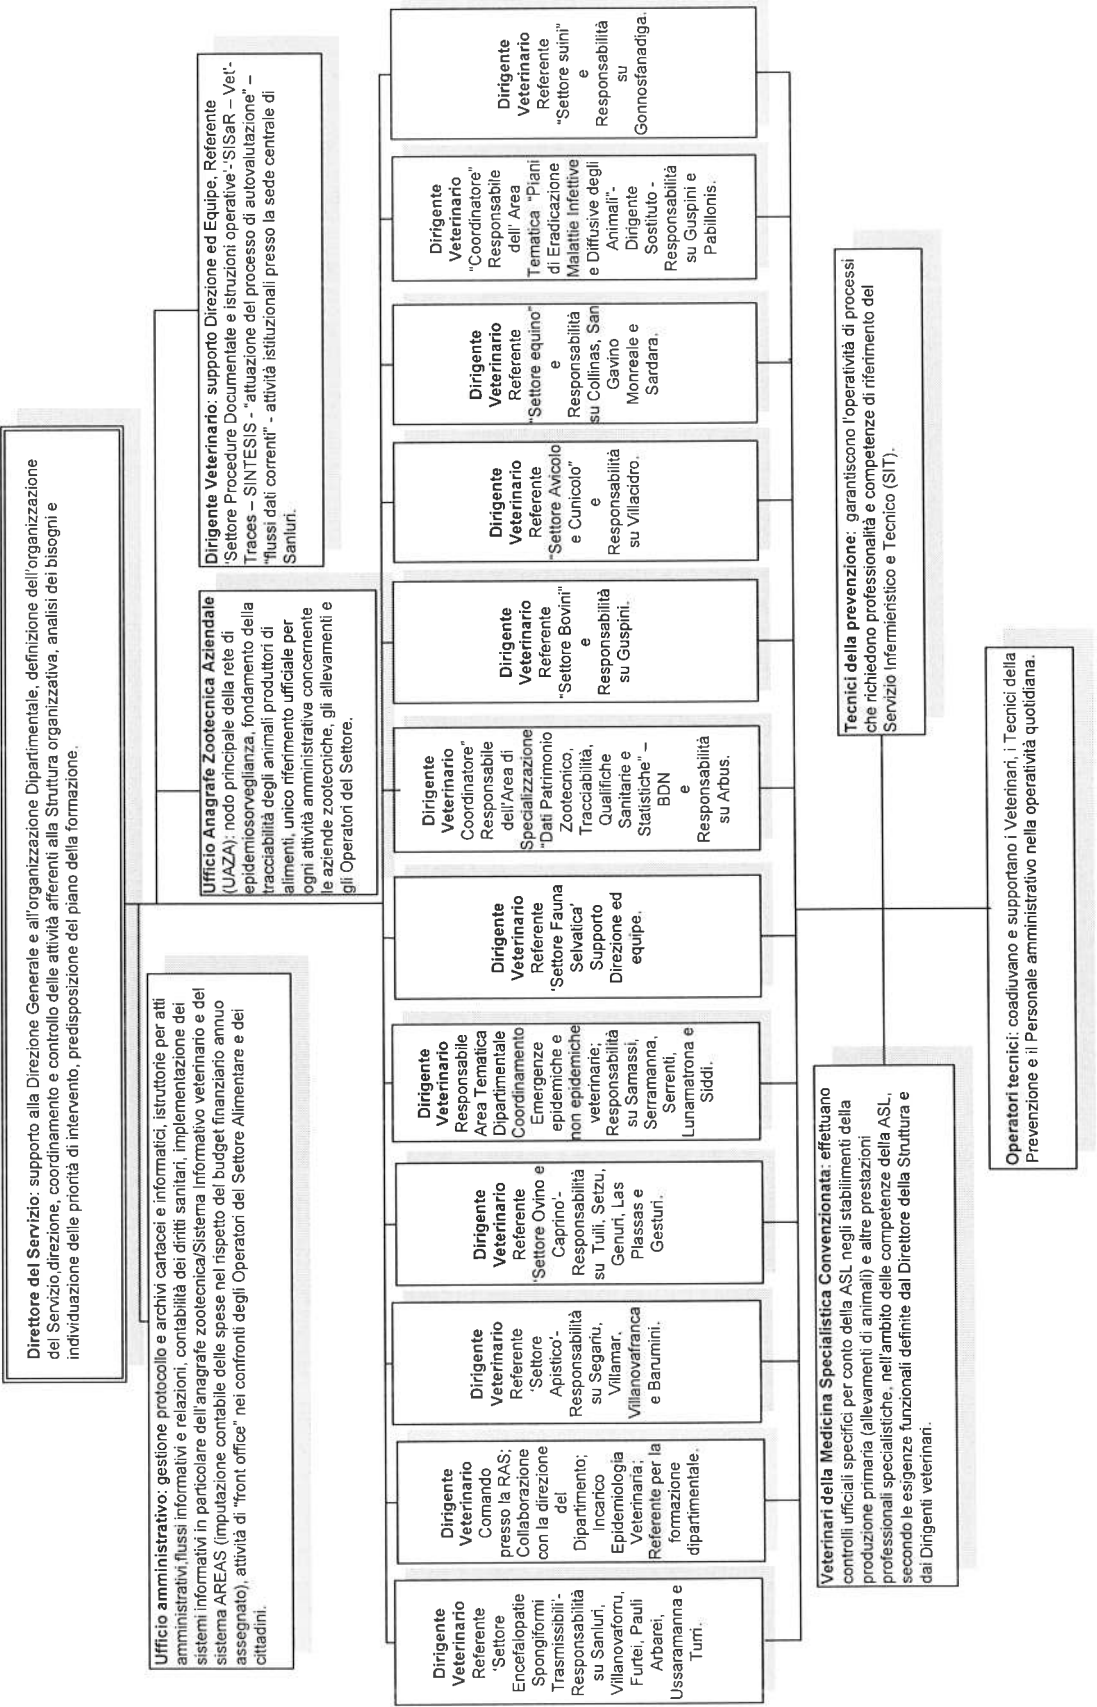 Direttore del Servizio: supporto alla Direzione Generale e all'organizzazione Dipartimentale, definizione dell'organizzazione
del Servizio,direzione, coordinamento e controllo delle attività afferenti alla Struttura organizzativa, analisi dei bisogni e
individuazione delle priorità di intervento, predisposizione del piano della formazione.
Ufficio amministrativo: gestione protocollo e archivi cartacei e informatici, istruttorie per atti
amministrativi,flussi informativi e relazioni, contabilità dei diritti sanitari, implementazione dei
sistemi informativi in particolare dell'anagrafe zootecnica/Sistema Informativo veterinario e del
sistema AREAS (imputazione contabile delle spese nel rispetto del budget finanziario annuo
assegnato), attività di "front office" nei confronti degli Operatori del Settore Alimentare e dei
cittadini.
Ufficio Anagrafe Zootecnica Aziendale
(UAZA): nodo principale della rete di
epidemiosorveglianza, fondamento della
tracciabilità degli animali produttori di
alimenti, unico riferimento ufficiale per
ogni attività amministrativa concernente
le aziende zootecniche, gli allevamenti e
gli Operatori del Settore.
Dirigente Veterinario: supporto Direzione ed Equipe, Referente
'Settore Procedure Documentate e istruzioni operative'-'SISaR – Vet'-
Traces – SINTESIS - "attuazione del processo di autovalutazione" –
"flussi dati correnti" - attività istituzionali presso la sede centrale di
Sanluri.
Dirigente
Veterinario
Referente
'Settore
Encefalopatie
Spongiformi
Trasmissibili'-
Responsabilità
su Sanluri,
Villanovaforru,
Furtei, Pauli
Arbarei,
Ussaramanna e
Turri.
Dirigente
Veterinario
Comando
presso la RAS;
Collaborazione
con la direzione
del
Dipartimento;
Incarico
Epidemiologia
Veterinaria;
Referente per la
formazione
dipartimentale.
Dirigente
Veterinario
Referente
'Settore
Apistico'-
Responsabilità
su Segariu,
Villamar,
Villanovafranca
e Barumini.
Dirigente
Veterinario
Referente
'Settore Ovino e
Caprino'-
Responsabilità
su Tuili, Setzu,
Genuri, Las
Plassas e
Gesturi.
Dirigente
Veterinario
Responsabile
Area Tematica
Dipartimentale
Coordinamento
Emergenze
epidemiche e
non epidemiche
veterinarie;
Responsabilità
su Samassi,
Serramanna,
Serrenti,
Lunamatrona e
Siddi.
Dirigente
Veterinario
Referente
'Settore Fauna
Selvatica'
Supporto
Direzione ed
equipe.
Dirigente
Veterinario
Coordinatore"
Responsabile
dell'Area di
Specializzazione
"Dati Patrimonio
Zootecnico,
Tracciabilità,
Qualifiche
Sanitarie e
Statistiche" –
BDN
e
Responsabilità
su Arbus.
Dirigente
Veterinario
Referente
"Settore Bovini"
e
Responsabilità
su Guspini.
Dirigente
Veterinario
Referente
"Settore Avicolo
e Cunicolo"
e
Responsabilità
su Villacidro.
Dirigente
Veterinario
Referente
"Settore equino"
e
Responsabilità
su Collinas, San
Gavino
Monreale e
Sardara.
Dirigente
Veterinario
"Coordinatore"
Responsabile
dell' Area
Tematica "Piani
di Eradicazione
Malattie Infettive
e Diffusive degli
Animali"-
Dirigente
Sostituto -
Responsabilità
su Guspini e
Pabillonis.
Dirigente
Veterinario
Referente
"Settore suini"
e
Responsabilità
su
Gonnosfanadiga.
Veterinari della Medicina Specialistica Convenzionata: effettuano
controlli ufficiali specifici per conto della ASL negli stabilimenti della
produzione primaria (allevamenti di animali) e altre prestazioni
professionali specialistiche, nell'ambito delle competenze della ASL,
secondo le esigenze funzionali definite dal Direttore della Struttura e
dai Dirigenti veterinari.
Tecnici della prevenzione: garantiscono l'operatività di processi
che richiedono professionalità e competenze di riferimento del
Servizio Infermieristico e Tecnico (SIT).
Operatori tecnici: coadiuvano e supportano i Veterinari, i Tecnici della
Prevenzione e il Personale amministrativo nella operatività quotidiana.